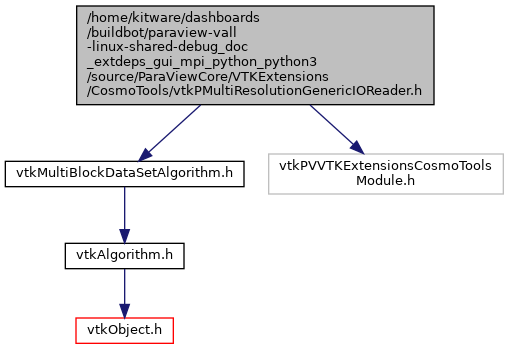 /home/kitware/dashboards
/buildbot/paraview-vall
-linux-shared-debug_doc
_extdeps_gui_mpi_python_python3
/source/ParaViewCore/VTKExtensions
/CosmoTools/vtkPMultiResolutionGenericIOReader.h
vtkMultiBlockDataSetAlgorithm.h
vtkPVVTKExtensionsCosmoTools
Module.h
vtkAlgorithm.h
vtkObject.h